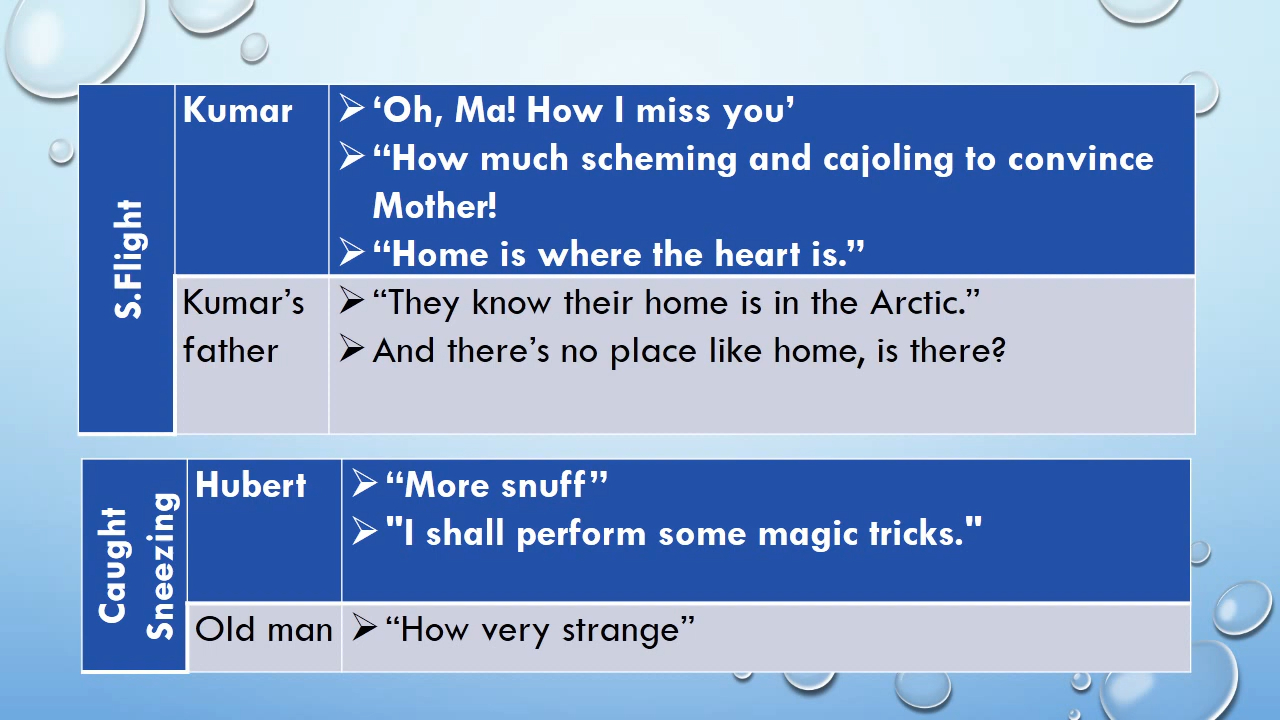 S.Flight
Kumar
‘Oh, Ma! How I miss you’
“How much scheming and cajoling to convince
Mother!
“Home is where the heart is.”
Kumar’s
father
“They know their home is in the Arctic.”
And there’s no place like home, is there?
Caught
Sneezing
Hubert
“More snuff”
"I shall perform some magic tricks."
Old man
“How very strange”